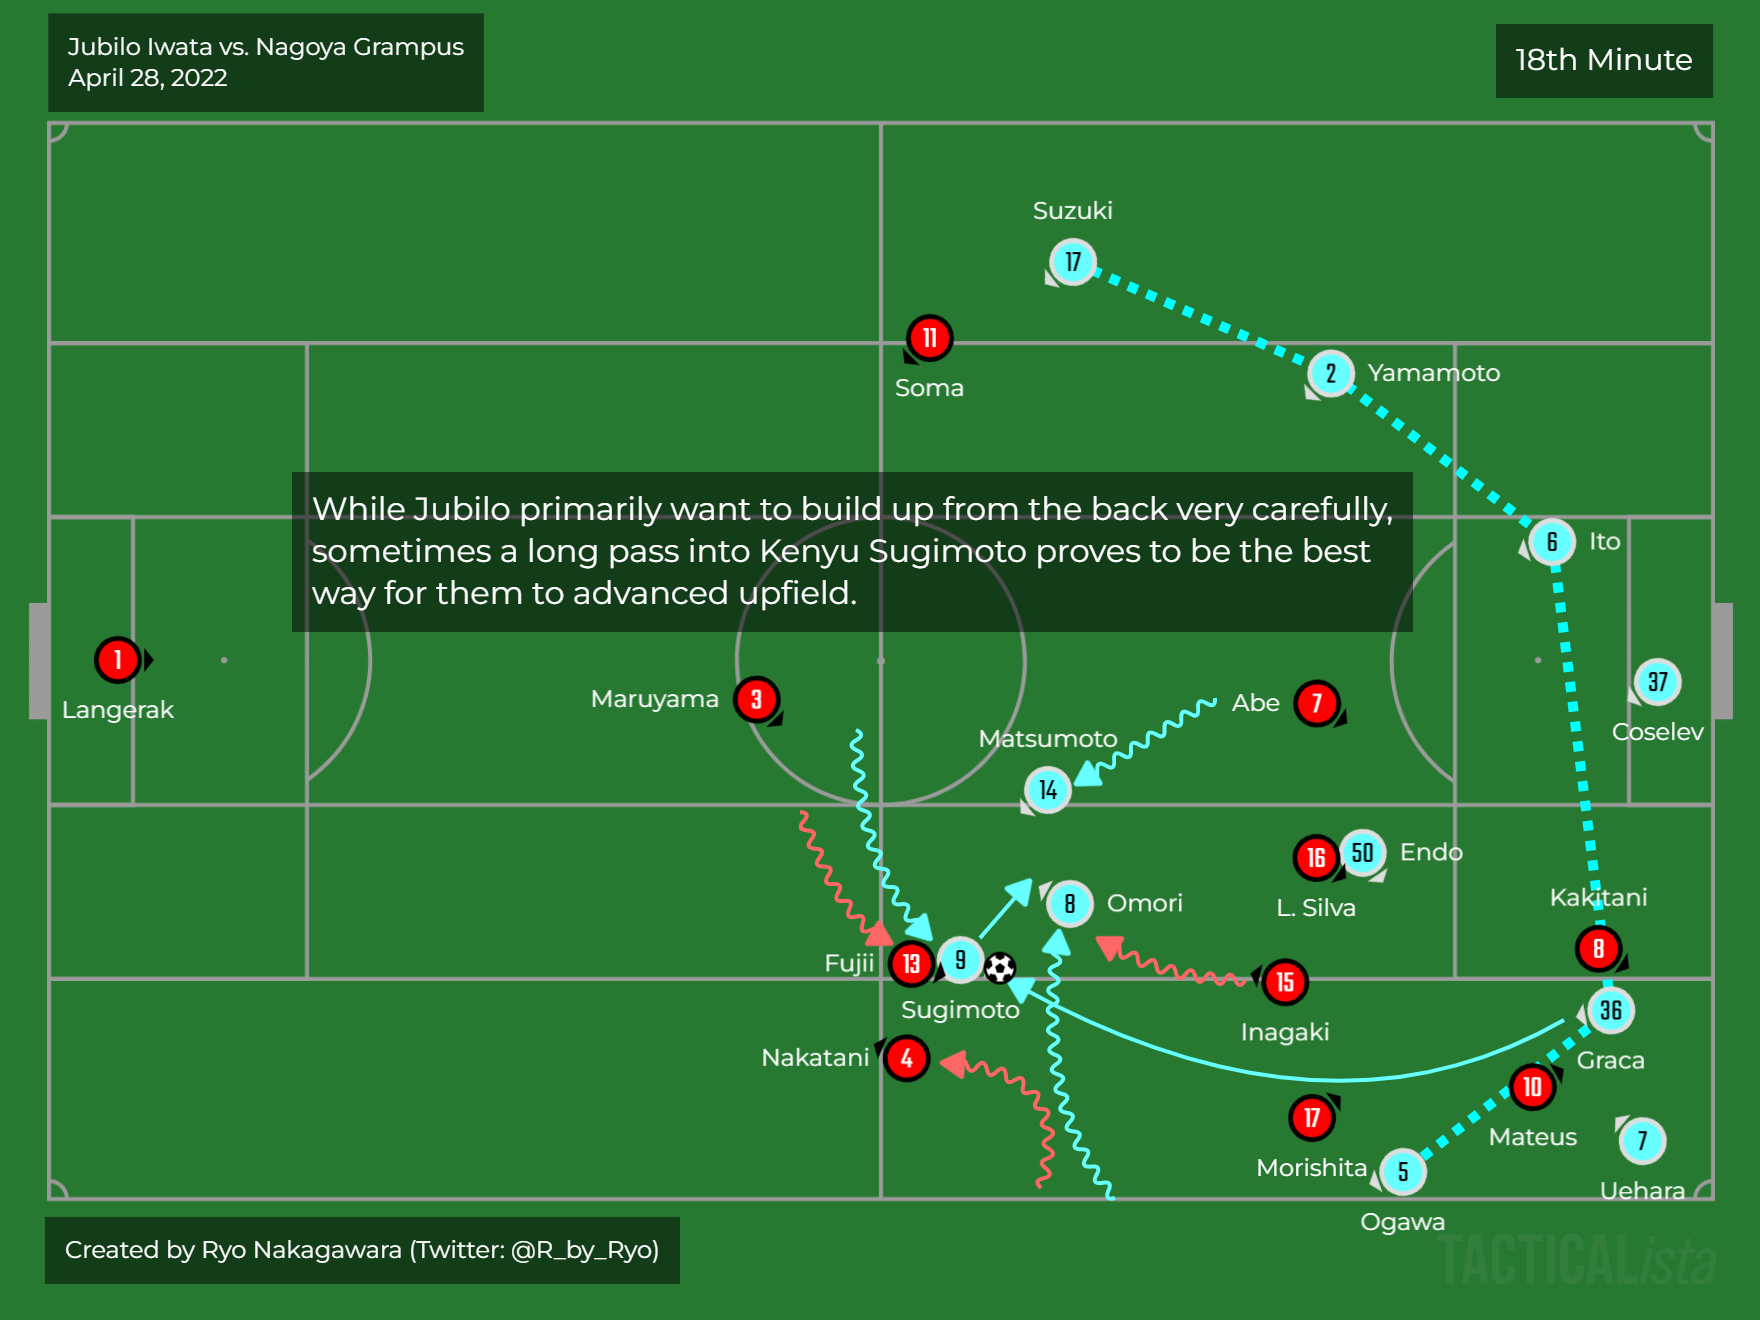 Jubilo Iwata vs. Nagoya Grampus
April 28, 2022
18th Minute
Suzuki
17
11
Soma
2 Yamamoto
While Jubilo primarily want to build up from the back very carefully,
sometimes a long pass into Kenyu Sugimoto proves to be the best
way for them to advanced upfield.
6 Ito
1
Langerak
Maruyama 3
Abe 7
37
Coselev
Matsumoto
14
16
L. Silva
50 Endo
8 Omori
Kakitani
8
Fujii 13
9
Sugimoto
15
Inagaki
36
Graca
Nakatani 4
10
Mateus
17
Morishita
7
Uehara
5
Ogawa
Created by Ryo Nakagawara (Twitter: @R_by_Ryo)
TACTICALista